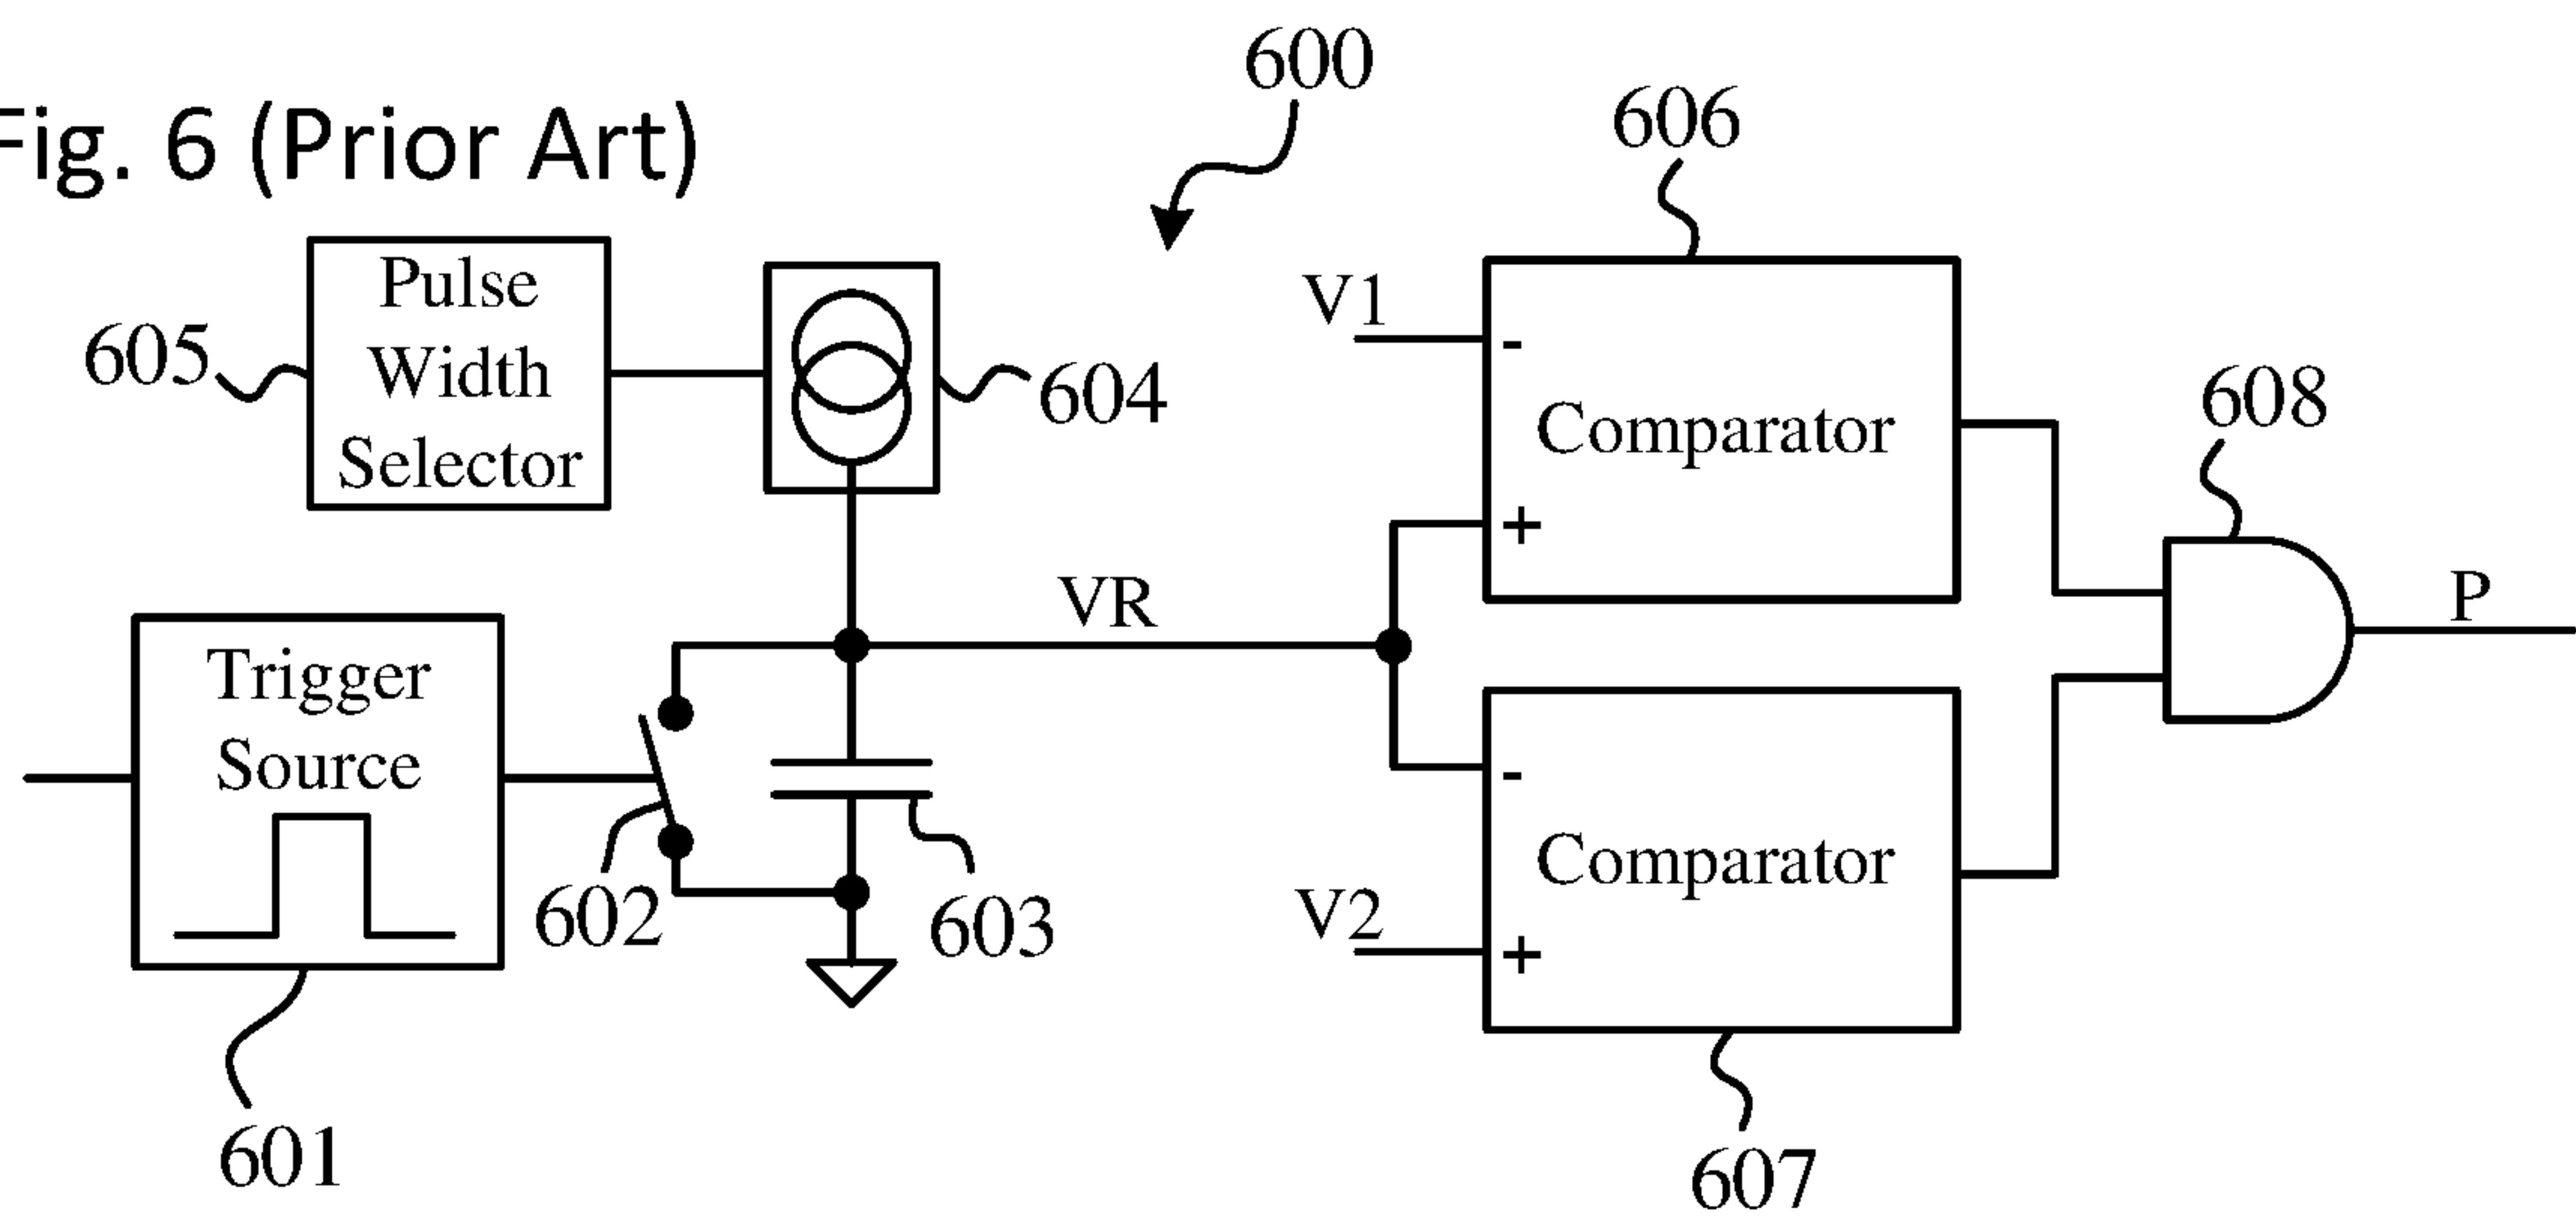 Fig. 6 (Prior Art)
600
606
V1
-
Comparator
+
Pulse
Width
Selector
605
604
608
VR
P
Trigger
Source
602
603
601
-
Comparator
V2
+
607